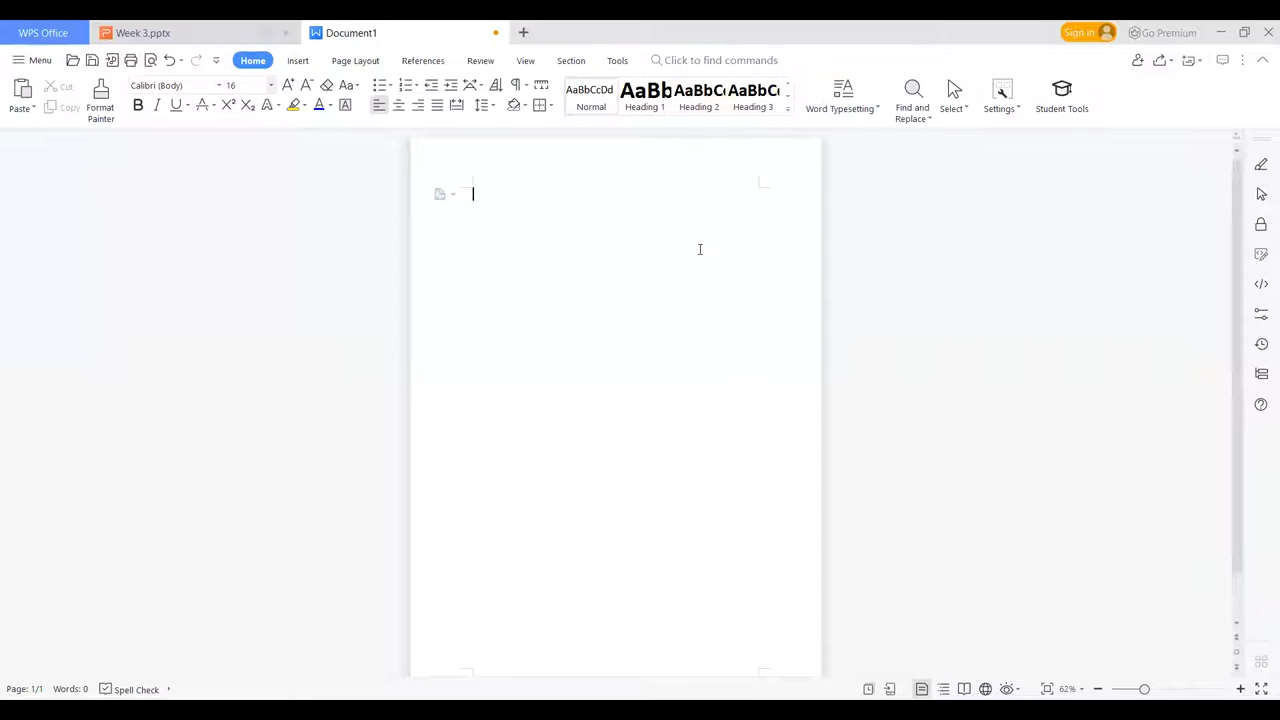 WPS Office Week 3.pptx Document1 Sign in Go Premium
Menu Home Insert Page Layout References Review View Section Tools Click to find commands
Paste Cut Copy Format Painter Calibri (Body) 16
AaBbCcDd AaBb AaBbC AaBbC
Normal Heading 1 Heading 2 Heading 3
Word Typesetting Find and Replace Select Settings Student Tools
Page: 1/1 Words: 0 Spell Check 62%